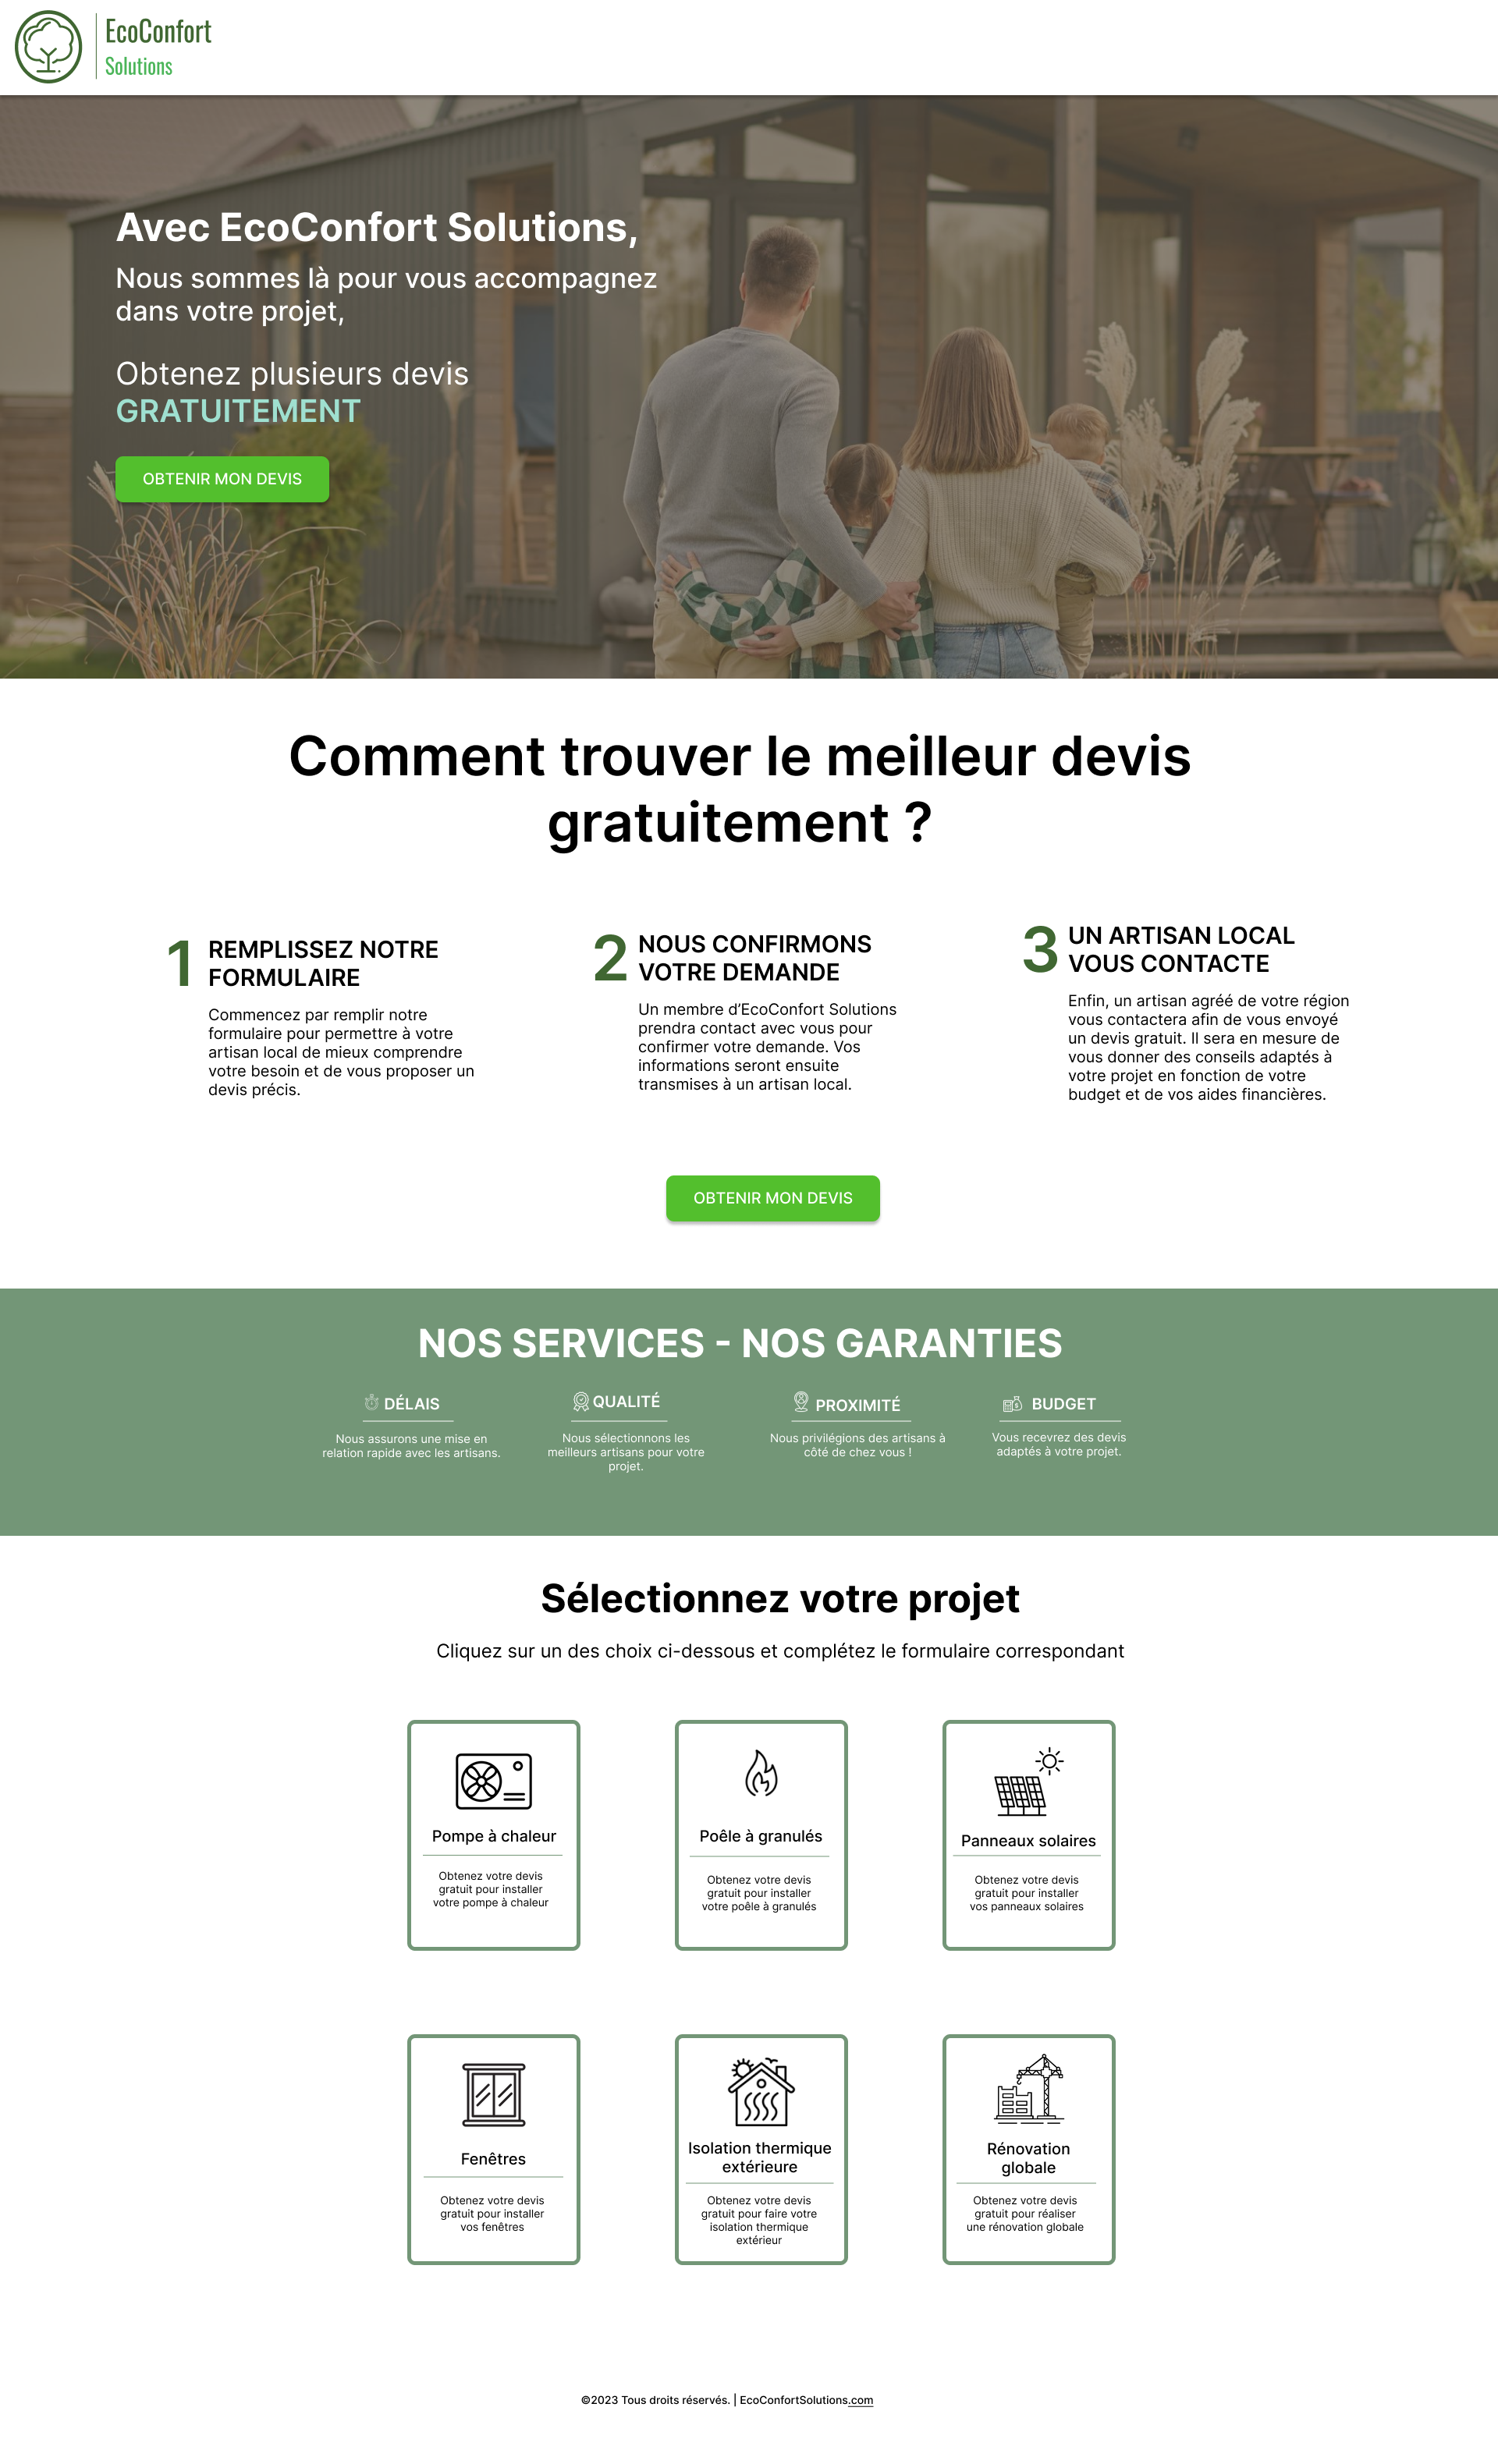 EcoConfort
Solutions
Avec EcoConfort Solutions,
Nous sommes là pour vous accompagnez
dans votre projet,
Obtenez plusieurs devis
GRATUITEMENT
OBTENIR MON DEVIS
Comment trouver le meilleur devis
gratuitement ?
1
REMPLISSEZ NOTRE
FORMULAIRE
Commencez par remplir notre
formulaire pour permettre à votre
artisan local de mieux comprendre
votre besoin et de vous proposer un
devis précis.
2
NOUS CONFIRMONS
VOTRE DEMANDE
Un membre d’EcoConfort Solutions
prendra contact avec vous pour
confirmer votre demande. Vos
informations seront ensuite
transmises à un artisan local.
3
UN ARTISAN LOCAL
VOUS CONTACTE
Enfin, un artisan agréé de votre région
vous contactera afin de vous envoyé
un devis gratuit. Il sera en mesure de
vous donner des conseils adaptés à
votre projet en fonction de votre
budget et de vos aides financières.
OBTENIR MON DEVIS
NOS SERVICES - NOS GARANTIES
DÉLAIS
Nous assurons une mise en
relation rapide avec les artisans.
QUALITÉ
Nous sélectionnons les
meilleurs artisans pour votre
projet.
PROXIMITÉ
Nous privilégions des artisans à
côté de chez vous !
BUDGET
Vous recevrez des devis
adaptés à votre projet.
Sélectionnez votre projet
Cliquez sur un des choix ci-dessous et complétez le formulaire correspondant
Pompe à chaleur
Obtenez votre devis
gratuit pour installer
votre pompe à chaleur
Poêle à granulés
Obtenez votre devis
gratuit pour installer
votre poêle à granulés
Panneaux solaires
Obtenez votre devis
gratuit pour installer
vos panneaux solaires
Fenêtres
Obtenez votre devis
gratuit pour installer
vos fenêtres
Isolation thermique
extérieure
Obtenez votre devis
gratuit pour faire votre
isolation thermique
extérieur
Rénovation
globale
Obtenez votre devis
gratuit pour réaliser
une rénovation globale
©2023 Tous droits réservés. | EcoConfortSolutions.com